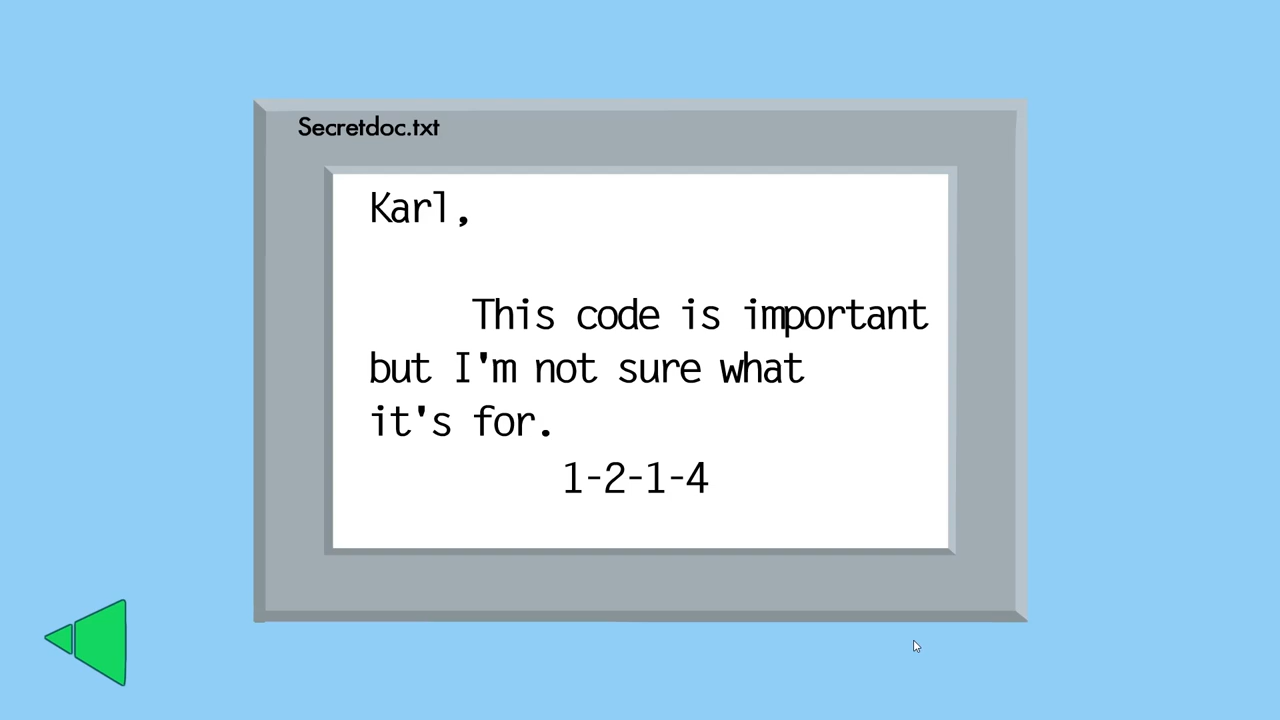 Secretdoc.txt
Karl,
This code is important
but I'm not sure what
it's for.
1-2-1-4